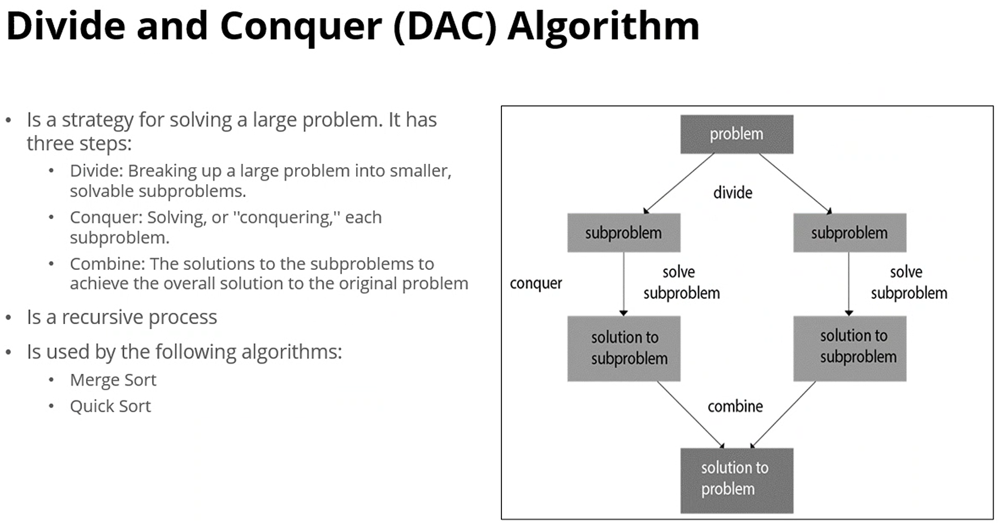 Divide and Conquer (DAC) Algorithm
• Is a strategy for solving a large problem. It has
three steps:
• Divide: Breaking up a large problem into smaller,
solvable subproblems.
• Conquer: Solving, or "conquering," each
subproblem.
• Combine: The solutions to the subproblems to
achieve the overall solution to the original problem
• Is a recursive process
• Is used by the following algorithms:
• Merge Sort
• Quick Sort
problem
divide
subproblem
subproblem
conquer
solve
subproblem
solve
subproblem
solution to
subproblem
solution to
subproblem
combine
solution to
problem